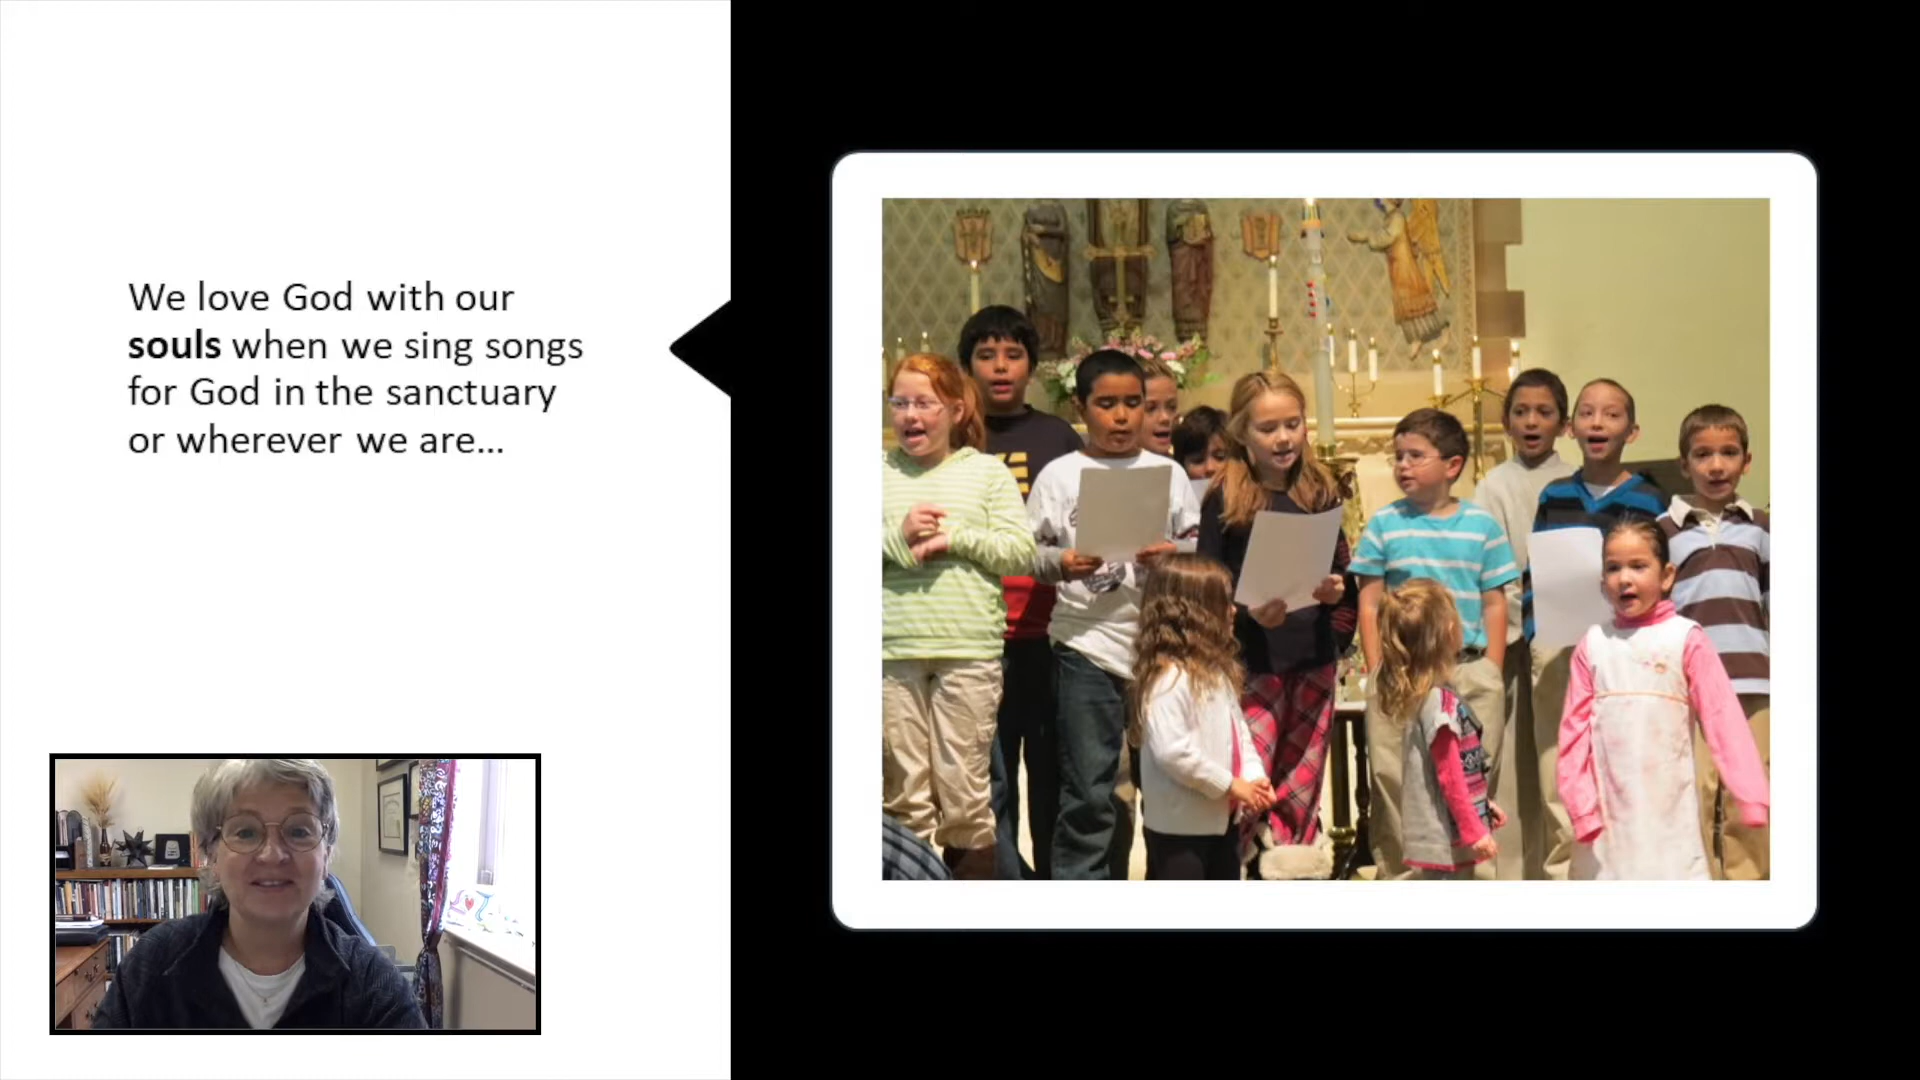 We love God with our
souls when we sing songs
for God in the sanctuary
or wherever we are...